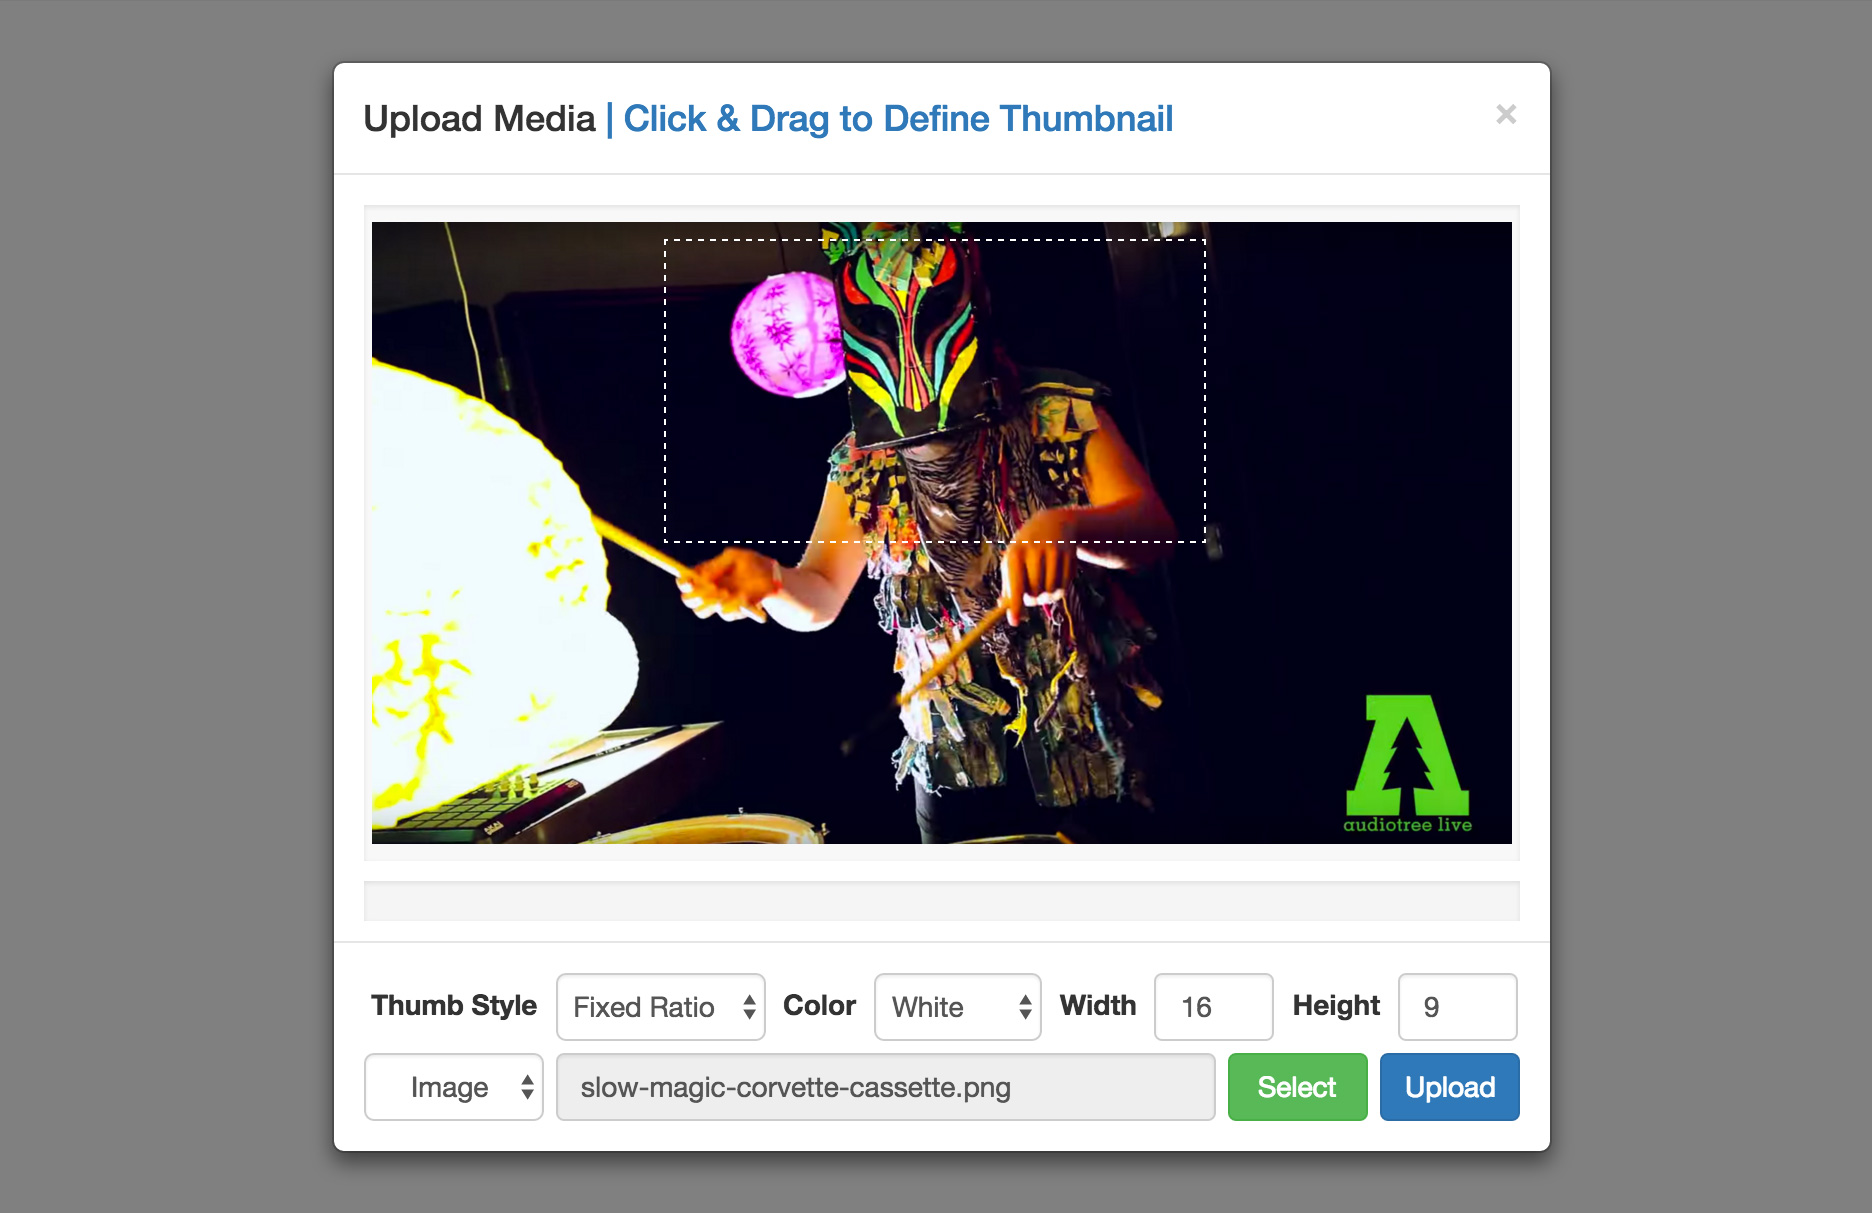 Upload Media | Click & Drag to Define Thumbnail ×
AKAI
audiotree live
Thumb Style Fixed Ratio Color White Width 16 Height 9
Image slow-magic-corvette-cassette.png Select Upload